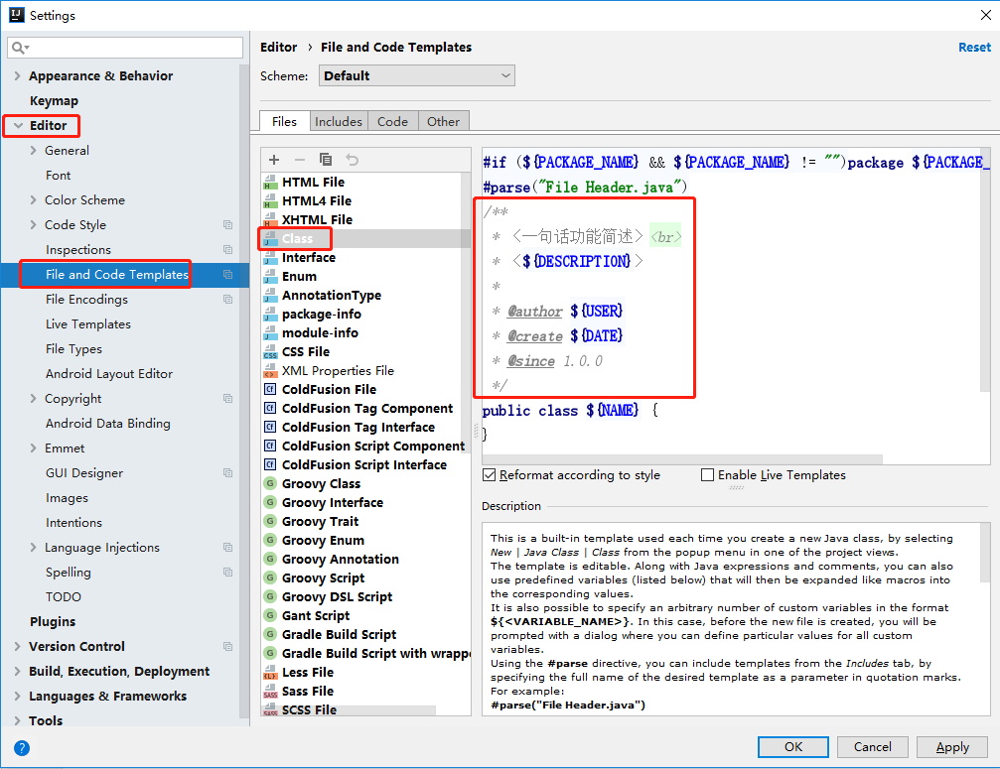 Settings
Editor › File and Code Templates
Reset
Scheme: Default
Appearance & Behavior
Keymap
Editor
General
Font
Color Scheme
Code Style
Inspections
File and Code Templates
File Encodings
Live Templates
File Types
Android Layout Editor
Copyright
Android Data Binding
Emmet
GUI Designer
Images
Intentions
Language Injections
Spelling
TODO
Plugins
Version Control
Build, Execution, Deployment
Languages & Frameworks
Tools
Files Includes Code Other
HTML File
HTML4 File
XHTML File
Class
Interface
Enum
AnnotationType
package-info
module-info
CSS File
XML Properties File
ColdFusion File
ColdFusion Tag Component
ColdFusion Tag Interface
ColdFusion Script Component
ColdFusion Script Interface
Groovy Class
Groovy Interface
Groovy Trait
Groovy Enum
Groovy Annotation
Groovy Script
Groovy DSL Script
Gant Script
Gradle Build Script
Gradle Build Script with wrappe
Less File
Sass File
SCSS File
#if (${PACKAGE_NAME} && ${PACKAGE_NAME} != "")package ${PACKAGE_
#parse("File Header.java")
/**
* <一句话功能简述> <br>
* <${DESCRIPTION}>
*
* @author ${USER}
* @create ${DATE}
* @since 1.0.0
*/
public class ${NAME} {
}
Reformat according to style Enable Live Templates
Description
This is a built-in template used each time you create a new Java class, by selecting
New | Java Class | Class from the popup menu in one of the project views.
The template is editable. Along with Java expressions and comments, you can also
use predefined variables (listed below) that will then be expanded like macros into
the corresponding values.
It is also possible to specify an arbitrary number of custom variables in the format
${<VARIABLE_NAME>}. In this case, before the new file is created, you will be
prompted with a dialog where you can define particular values for all custom
variables.
Using the #parse directive, you can include templates from the Includes tab, by
specifying the full name of the desired template as a parameter in quotation marks.
For example:
#parse("File Header.java")
? OK Cancel Apply